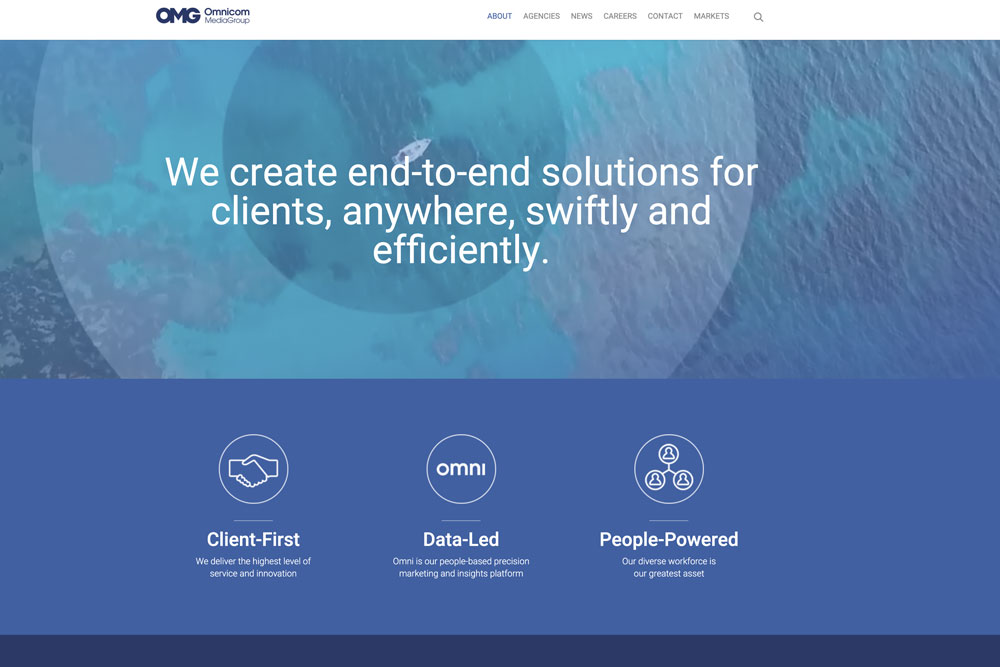 OMG Omnicom
MediaGroup
ABOUT AGENCIES NEWS CAREERS CONTACT MARKETS
We create end-to-end solutions for
clients, anywhere, swiftly and
efficiently.
omni
Client-First
We deliver the highest level of
service and innovation
Data-Led
Omni is our people-based precision
marketing and insights platform
People-Powered
Our diverse workforce is
our greatest asset